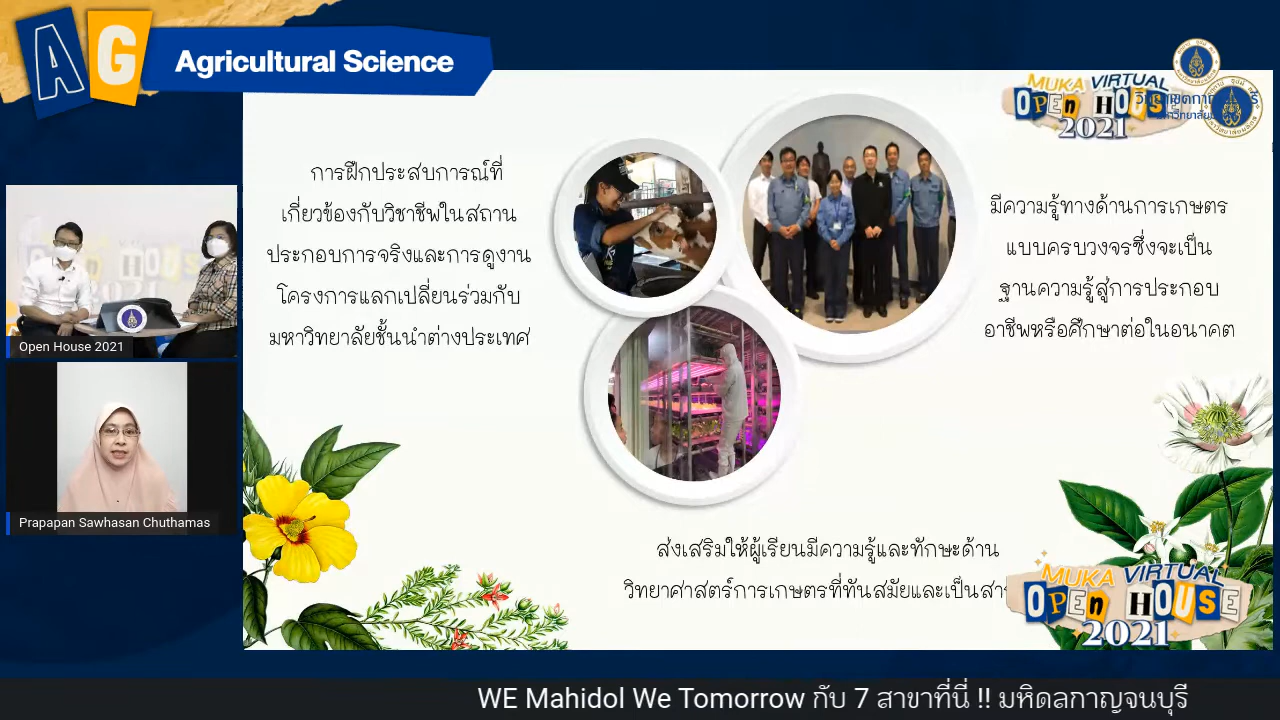 AG
Agricultural Science
MUKA VIRTUAL
OPEN HOUSE
2021
การฝึกประสบการณ์ที่
เกี่ยวข้องกับวิชาชีพในสถาน
ประกอบการจริงและการดูงาน
โครงการแลกเปลี่ยนร่วมกับ
มหาวิทยาลัยชั้นนำต่างประเทศ
มีความรู้ทางด้านการเกษตร
แบบครบวงจรซึ่งจะเป็น
ฐานความรู้สู่การประกอบ
อาชีพหรือศึกษาต่อในอนาคต
Open House 2021
Prapapan Sawhasan Chuthamas
ส่งเสริมให้ผู้เรียนมีความรู้และทักษะด้าน
วิทยาศาสตร์การเกษตรที่ทันสมัยและเป็น
MUKA VIRTUAL
OPEN HOUSE
2021
WE Mahidol We Tomorrow กับ 7 สาขาที่นี่ !! มหิดลกาญจนบุรี